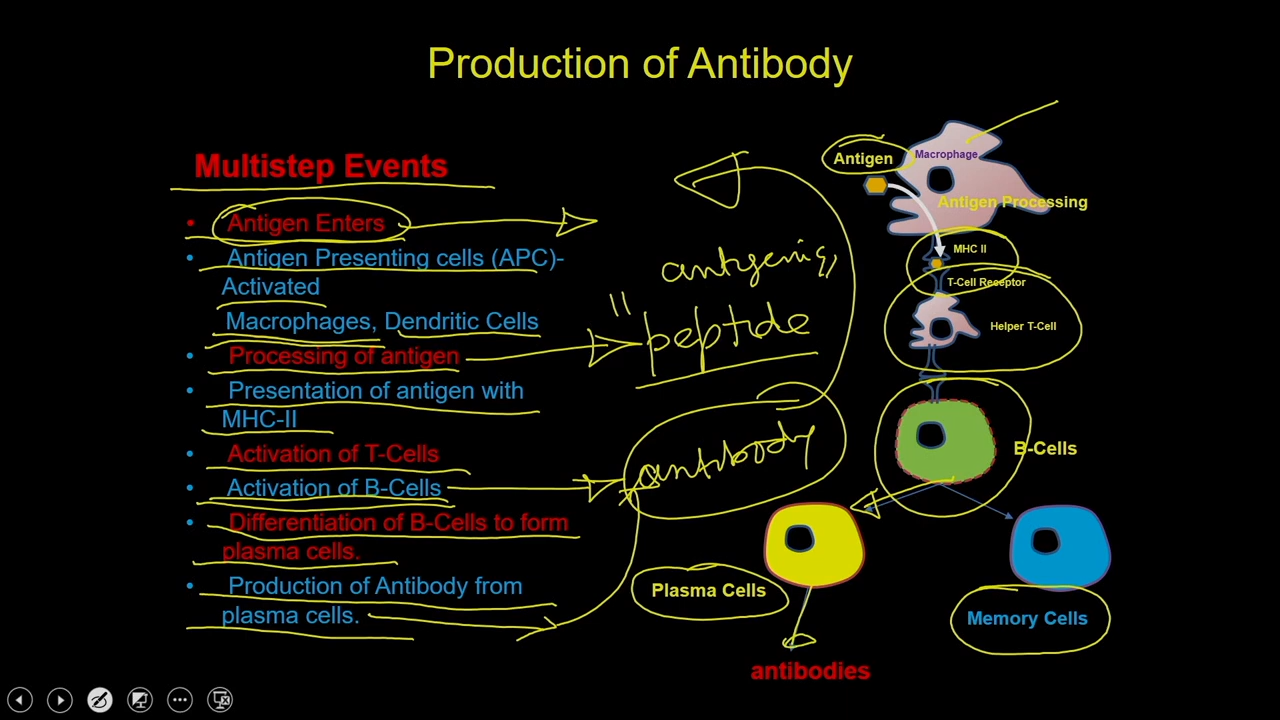 Production of Antibody
Multistep Events
• Antigen Enters
• Antigen Presenting cells (APC)-
Activated
Macrophages, Dendritic Cells
• Processing of antigen
• Presentation of antigen with
MHC-II
• Activation of T-Cells
• Activation of B-Cells
• Differentiation of B-Cells to form
plasma cells.
• Production of Antibody from
plasma cells.
peptide
antibody
Antigen
Macrophage
Antigen Processing
MHC II
T-Cell Receptor
Helper T-Cell
B-Cells
Plasma Cells
Memory Cells
antibodies